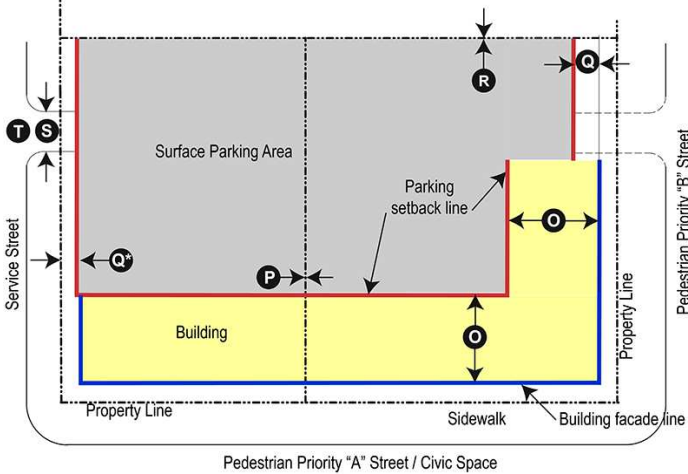 R
Q
T S
Surface Parking Area
Parking
setback line
O
Pedestrian Priority "B" Street
Service Street
Q*
P
Property Line
Building
O
Property Line
Sidewalk
Building facade line
Pedestrian Priority "A" Street / Civic Space